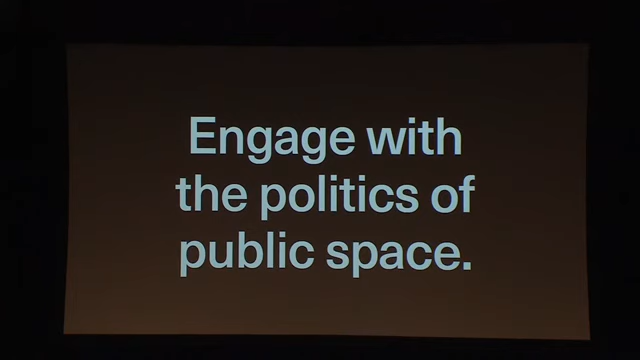 Engage with
the politics of
public space.